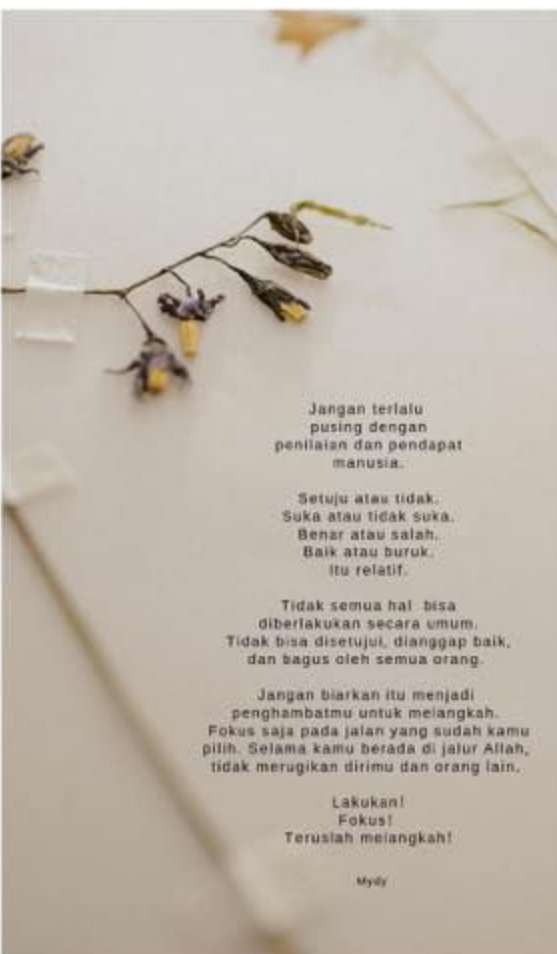 Jangan terlalu
pusing dengan
penilaian dan pendapat
manusia.
Setuju atau tidak.
Suka atau tidak suka.
Benar atau salah.
Baik atau buruk.
Itu relatif.
Tidak semua hal bisa
diberlakukan secara umum.
Tidak bisa disetujui, dianggap baik,
dan bagus oleh semua orang.
Jangan biarkan itu menjadi
penghambatmu untuk melangkah.
Fokus saja pada jalan yang sudah kamu
pilih. Selama kamu berada di jalur Allah,
tidak merugikan dirimu dan orang lain.
Lakukan!
Fokus!
Teruslah melangkah!
Mydy